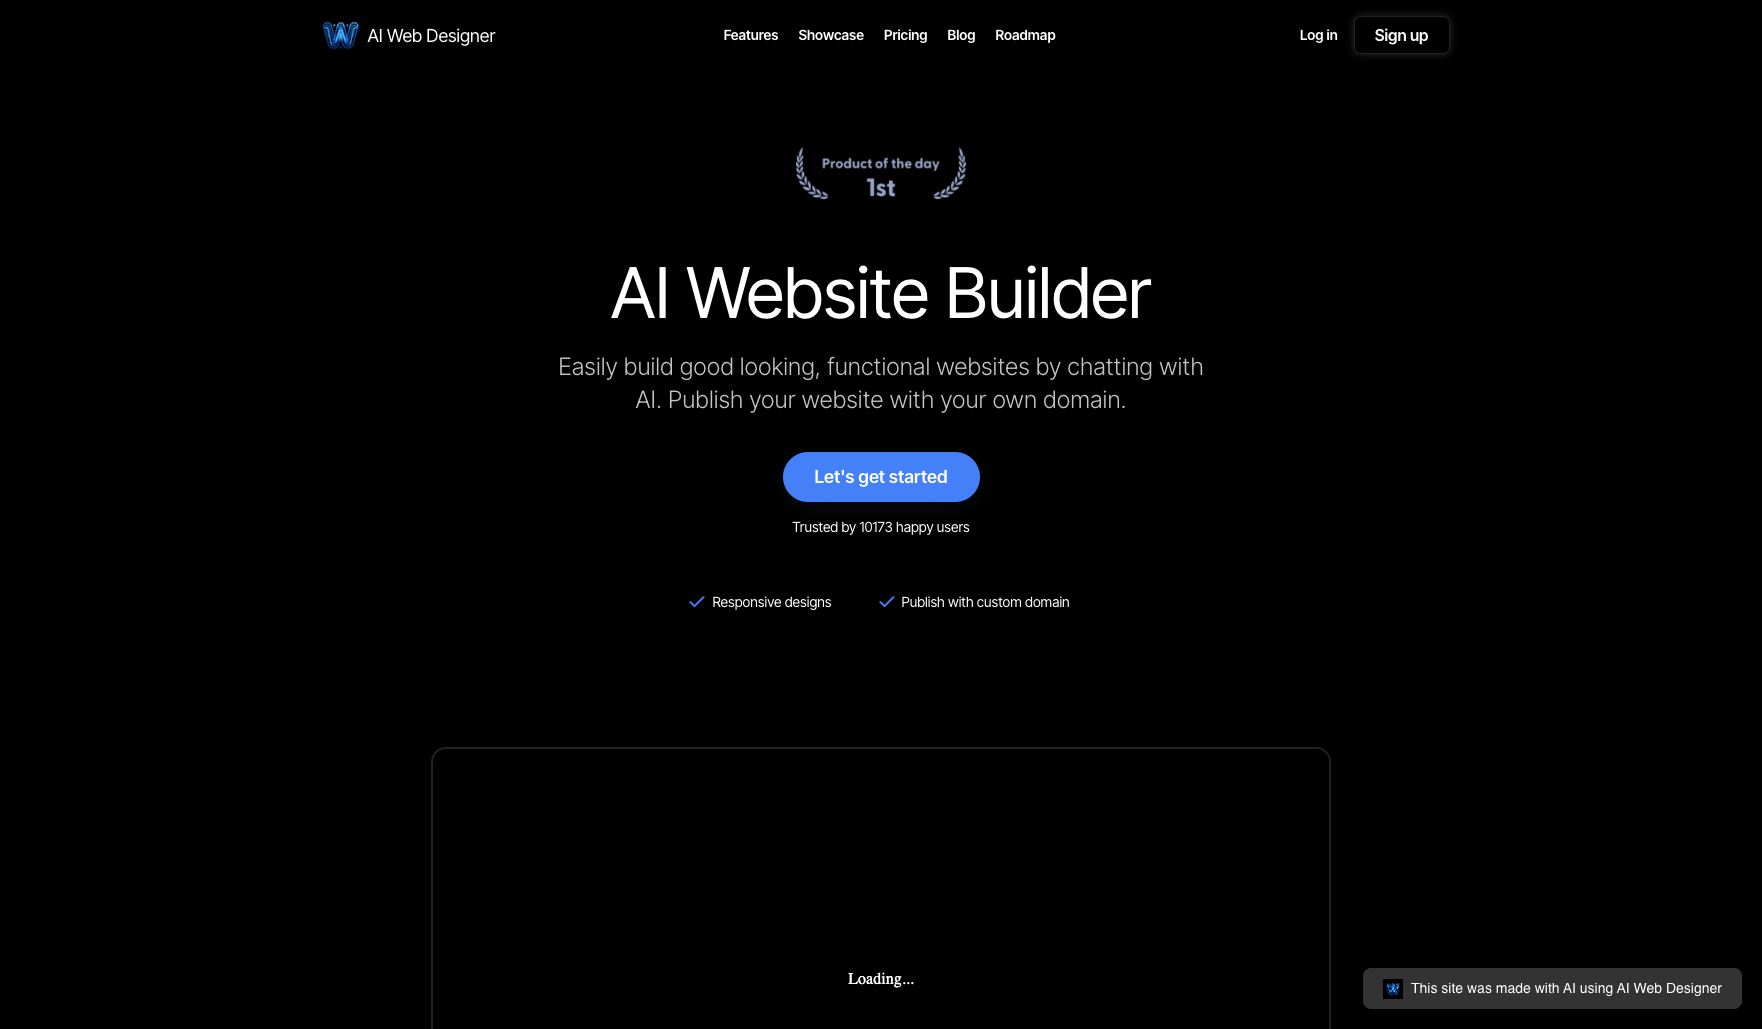 AI Web Designer
Features
Showcase
Pricing
Blog
Roadmap
Log in
Sign up
Product of the day
1st
AI Website Builder
Easily build good looking, functional websites by chatting with
AI. Publish your website with your own domain.
Let's get started
Trusted by 10173 happy users
Responsive designs
Publish with custom domain
Loading...
This site was made with AI using AI Web Designer